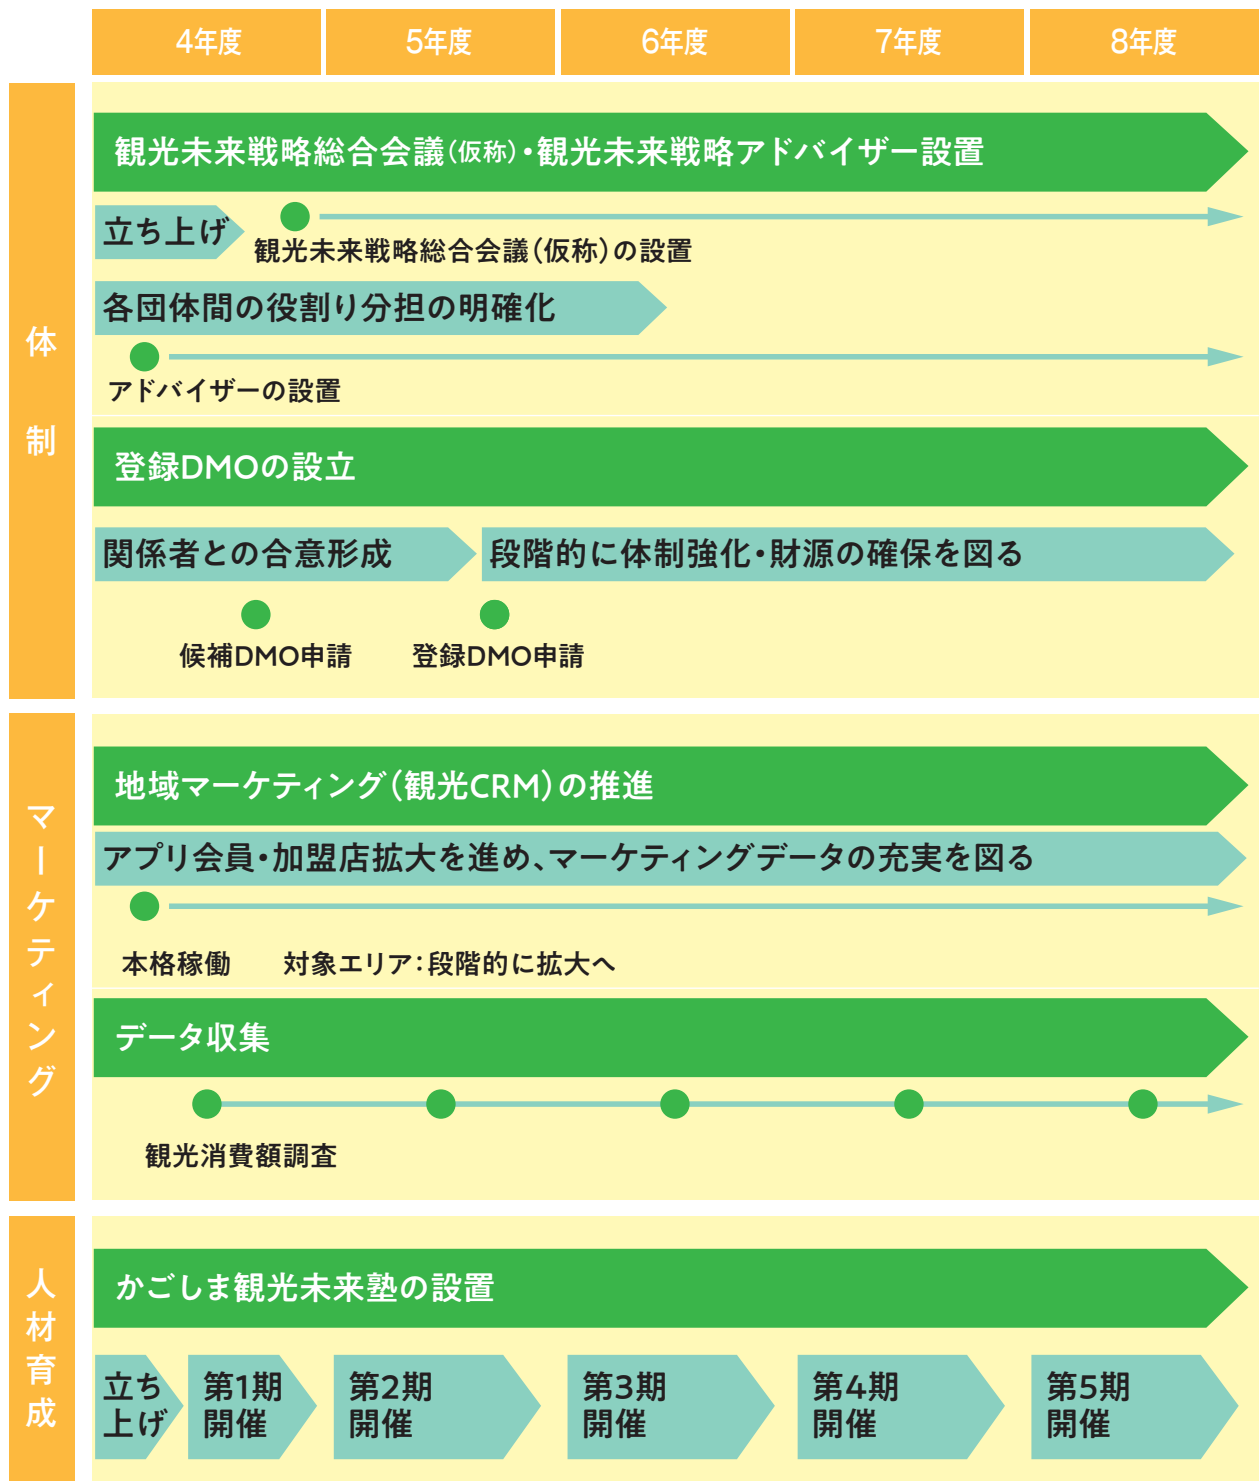 4年度 5年度 6年度 7年度 8年度
体制
観光未来戦略総合会議(仮称)・観光未来戦略アドバイザー設置
立ち上げ
観光未来戦略総合会議(仮称)の設置
各団体間の役割り分担の明確化
アドバイザーの設置
登録DMOの設立
関係者との合意形成 段階的に体制強化・財源の確保を図る
候補DMO申請 登録DMO申請
マーケティング
地域マーケティング(観光CRM)の推進
アプリ会員・加盟店拡大を進め、マーケティングデータの充実を図る
本格稼働 対象エリア:段階的に拡大へ
データ収集
観光消費額調査
人材育成
かごしま観光未来塾の設置
立ち
上げ
第1期
開催
第2期
開催
第3期
開催
第4期
開催
第5期
開催